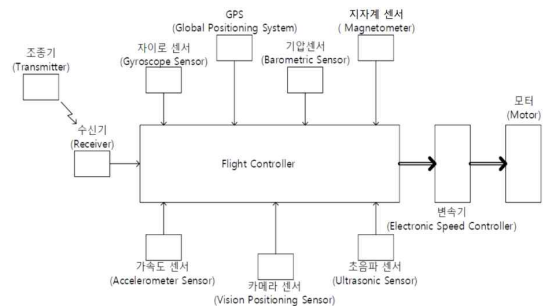 GPS
(Global Positioning System)
지자계 센서
( Magnetometer)
자이로 센서
(Gyroscope Sensor)
기압센서
(Barometric Sensor)
조종기
(Transmitter)
수신기
(Receiver)
Flight Controller
모터
(Motor)
변속기
(Electronic Speed Controller)
가속도 센서
(Accelerometer Sensor)
카메라 센서
(Vision Positioning Sensor)
초음파 센서
(Ultrasonic Sensor)